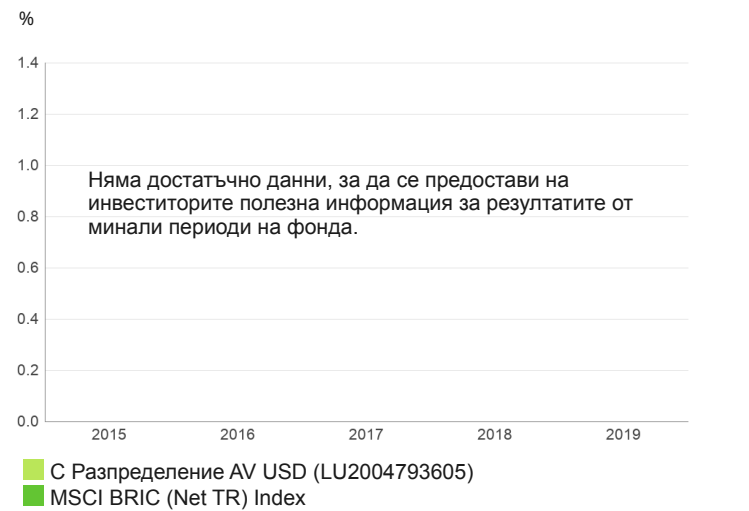 %
1.4
1.2
1.0
Няма достатъчно данни, за да се предостави на
инвеститорите полезна информация за резултатите от
минали периоди на фонда.
0.8
0.6
0.4
0.2
0.0
2015 2016 2017 2018 2019
С Разпределение AV USD (LU2004793605)
MSCI BRIC (Net TR) Index